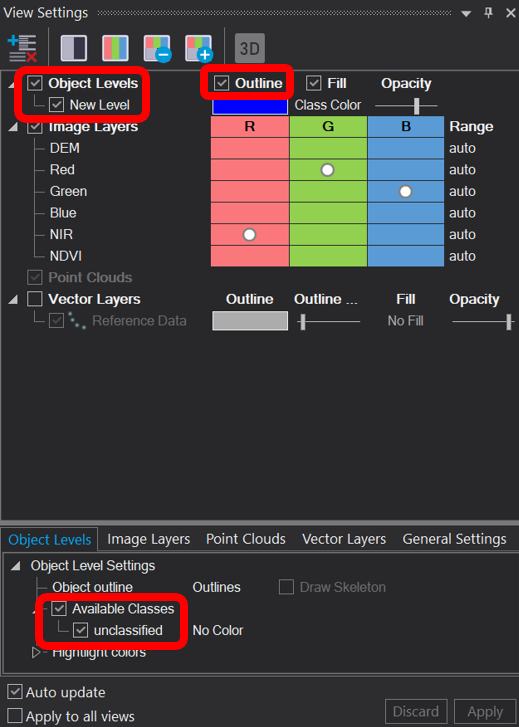 View Settings
3D
Object Levels Outline Fill Opacity
New Level Class Color
Image Layers R G B Range
DEM auto
Red auto
Green auto
Blue auto
NIR auto
NDVI auto
Point Clouds
Vector Layers Outline Outline ... Fill Opacity
Reference Data No Fill
Object Levels Image Layers Point Clouds Vector Layers General Settings
Object Level Settings
Object outline Outlines Draw Skeleton
Available Classes
unclassified No Color
Highlight colors
Auto update
Apply to all views Discard Apply